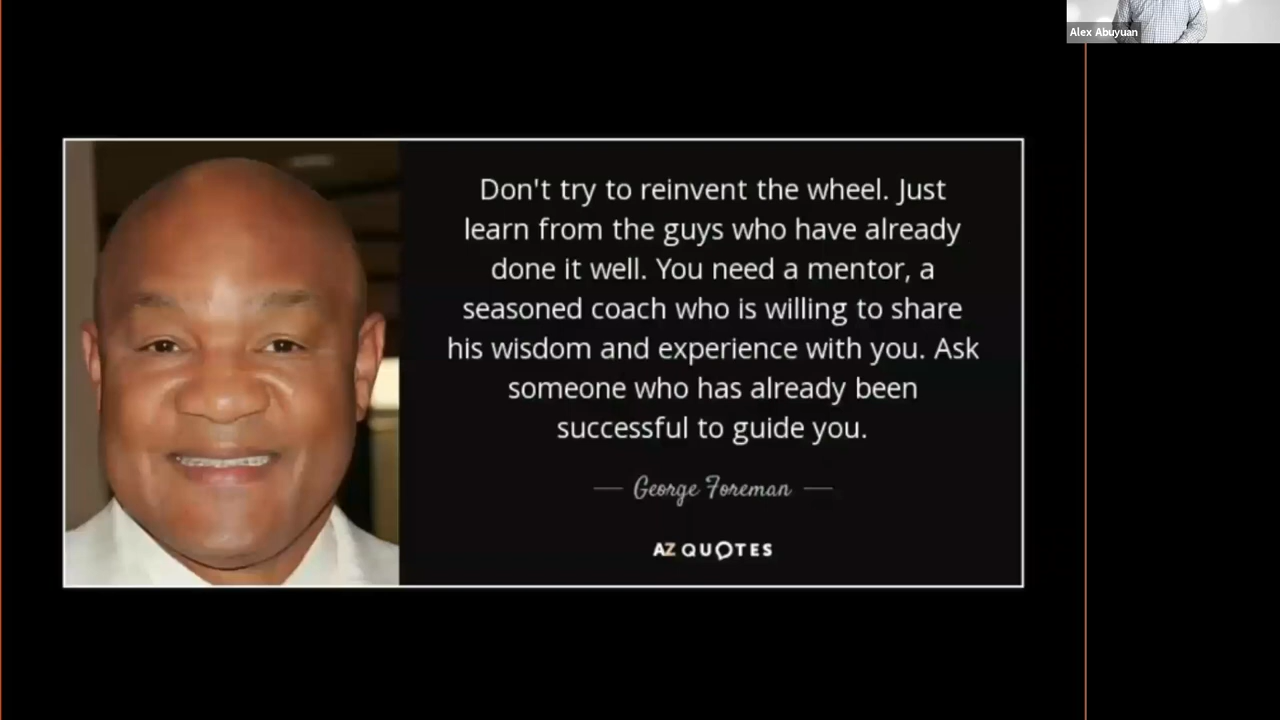 Alex Abuyuan
Don't try to reinvent the wheel. Just
learn from the guys who have already
done it well. You need a mentor, a
seasoned coach who is willing to share
his wisdom and experience with you. Ask
someone who has already been
successful to guide you.
— George Foreman —
AZ QUOTES